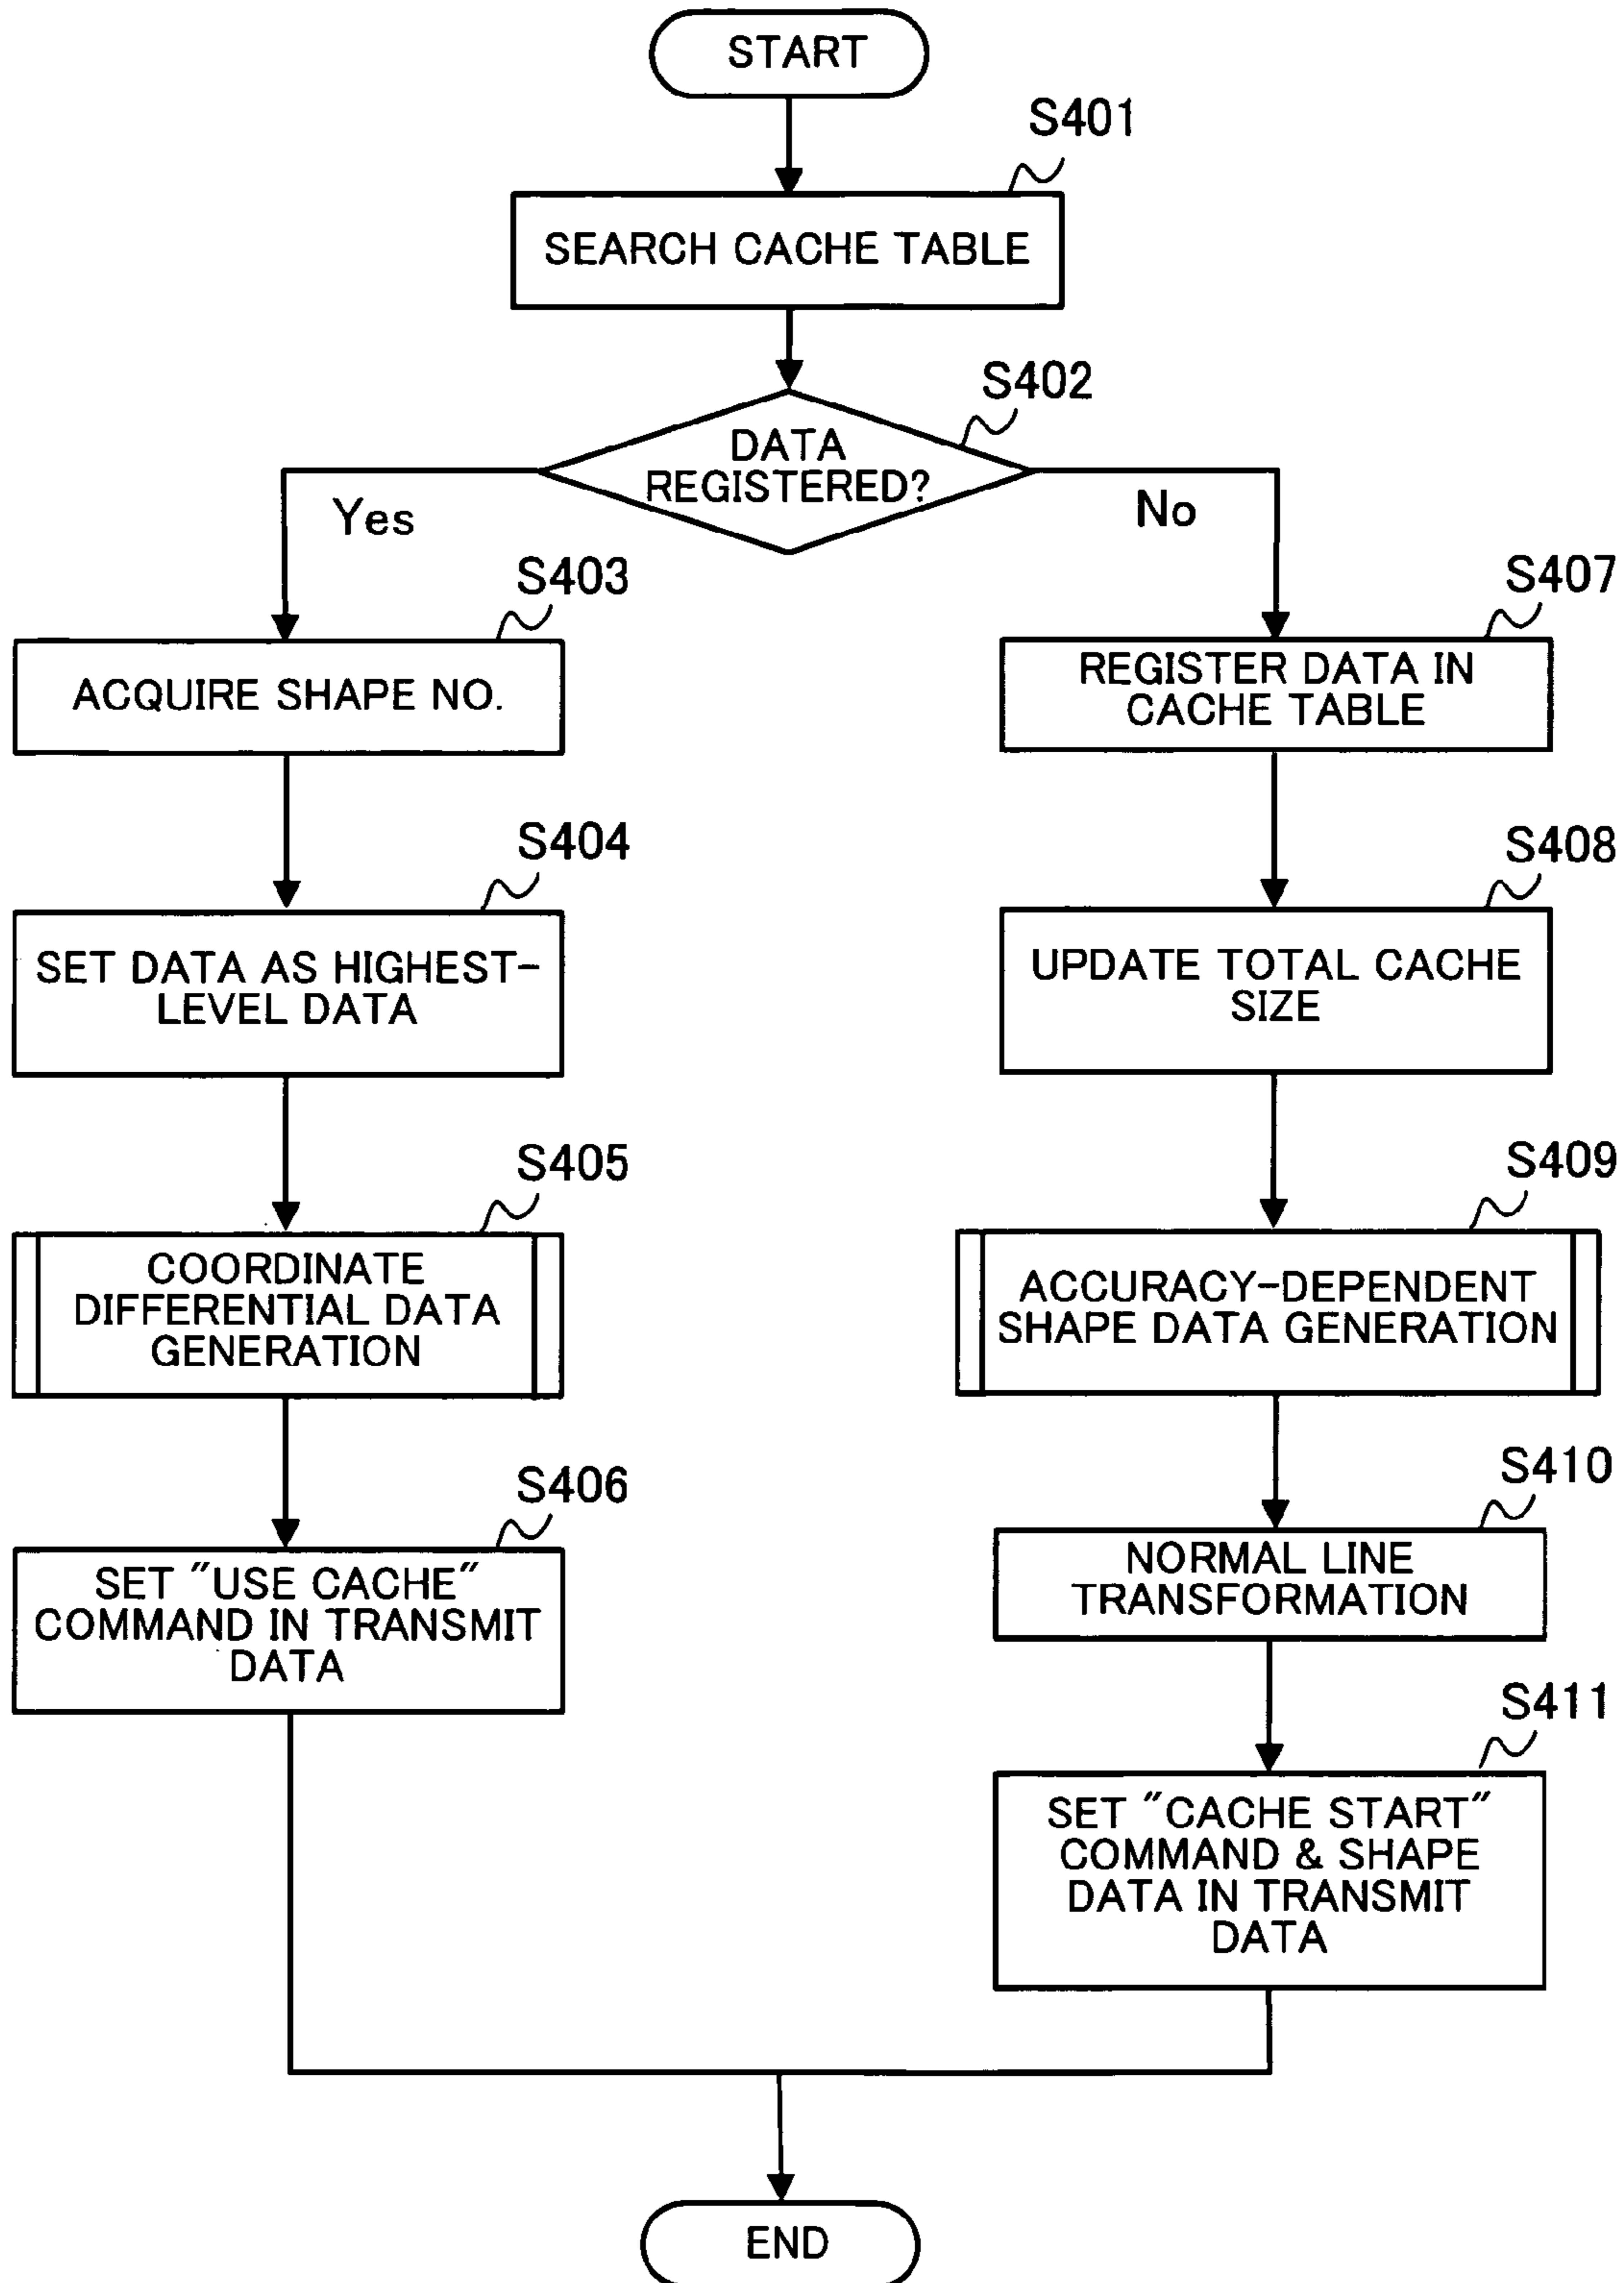 START
S401
SEARCH CACHE TABLE
S402
DATA
REGISTERED?
Yes
No
S403
ACQUIRE SHAPE NO.
S404
SET DATA AS HIGHEST-
LEVEL DATA
S405
COORDINATE
DIFFERENTIAL DATA
GENERATION
S406
SET "USE CACHE"
COMMAND IN TRANSMIT
DATA
S407
REGISTER DATA IN
CACHE TABLE
S408
UPDATE TOTAL CACHE
SIZE
S409
ACCURACY-DEPENDENT
SHAPE DATA GENERATION
S410
NORMAL LINE
TRANSFORMATION
S411
SET "CACHE START"
COMMAND & SHAPE
DATA IN TRANSMIT
DATA
END